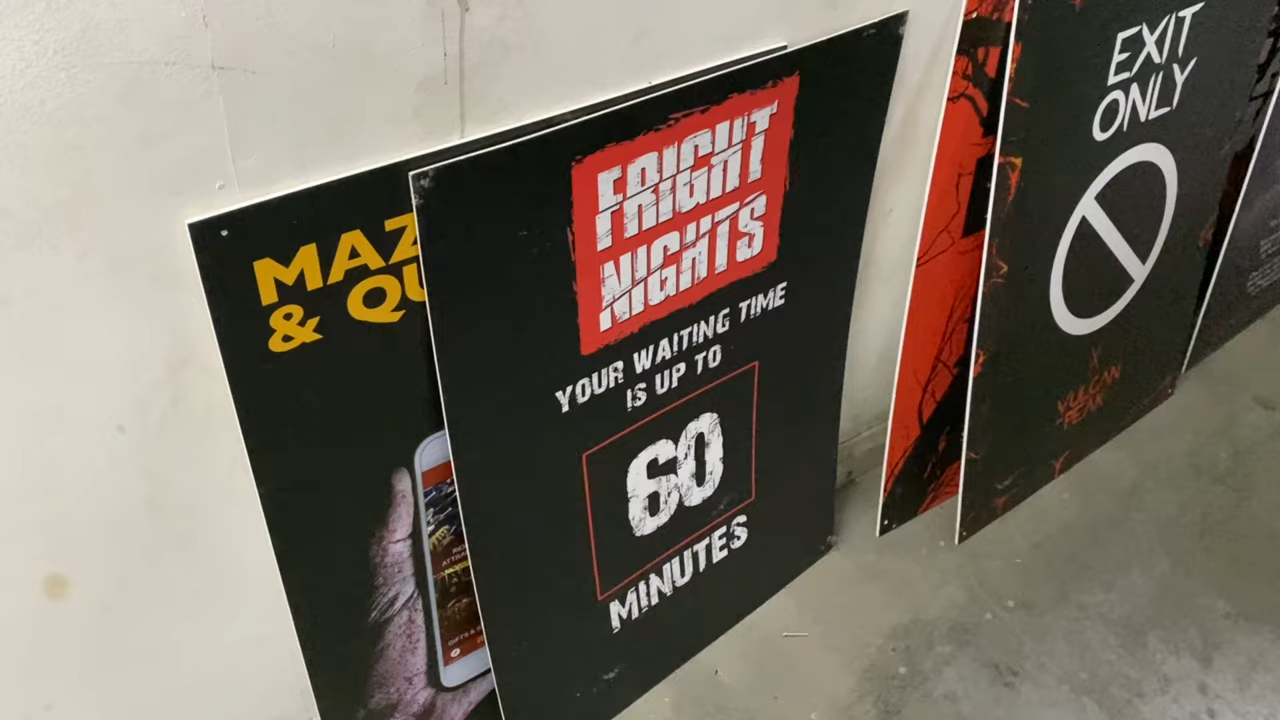 MAZ
& QU
FRIGHT
NIGHTS
YOUR WAITING TIME
IS UP TO
60
MINUTES
EXIT
ONLY
VULCAN
PEAK